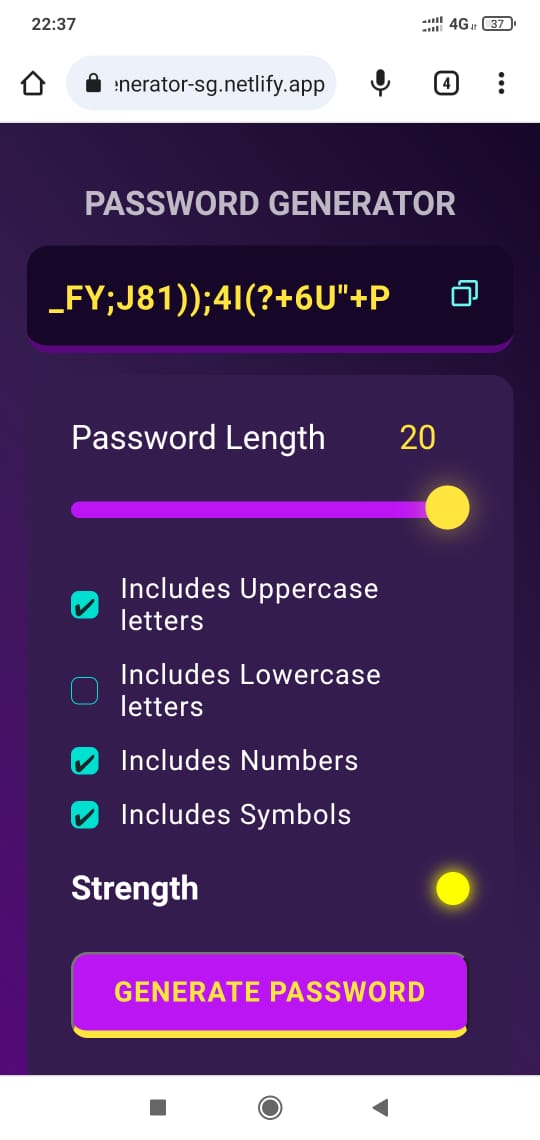 22:37
4G
37
:nerator-sg.netlify.app
4
PASSWORD GENERATOR
_FY;J81));4I(?+6U"+P
Password Length
20
Includes Uppercase
letters
Includes Lowercase
letters
Includes Numbers
Includes Symbols
Strength
GENERATE PASSWORD